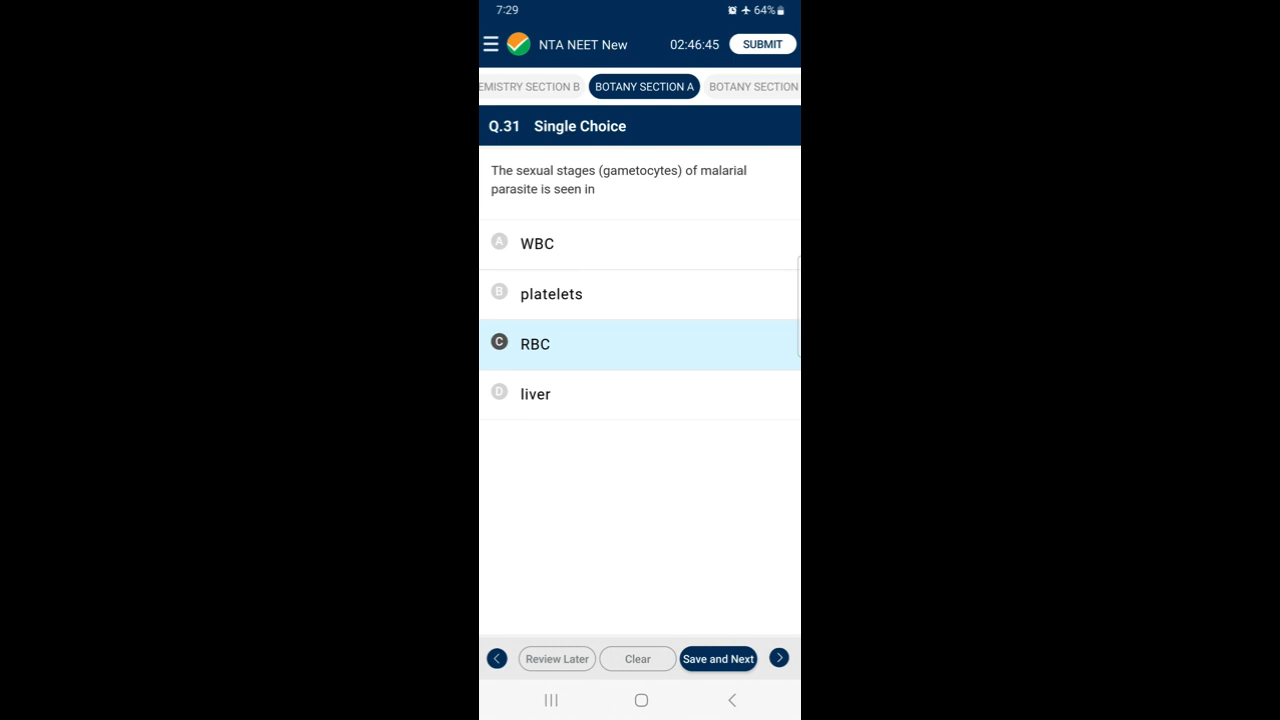 7:29 64%
NTA NEET New 02:46:45 SUBMIT
EMISTRY SECTION B BOTANY SECTION A BOTANY SECTION
Q.31 Single Choice
The sexual stages (gametocytes) of malarial
parasite is seen in
A WBC
B platelets
C RBC
D liver
Review Later Clear Save and Next